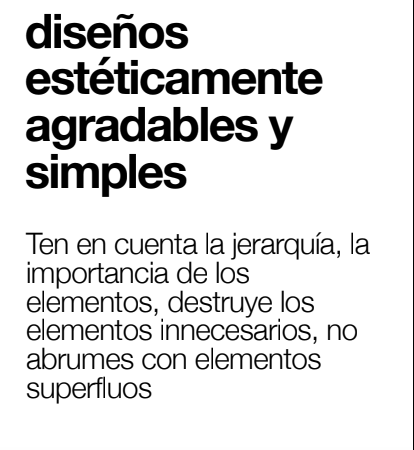 diseños
estéticamente
agradables y
simples
Ten en cuenta la jerarquía, la
importancia de los
elementos, destruye los
elementos innecesarios, no
abrumes con elementos
superfluos